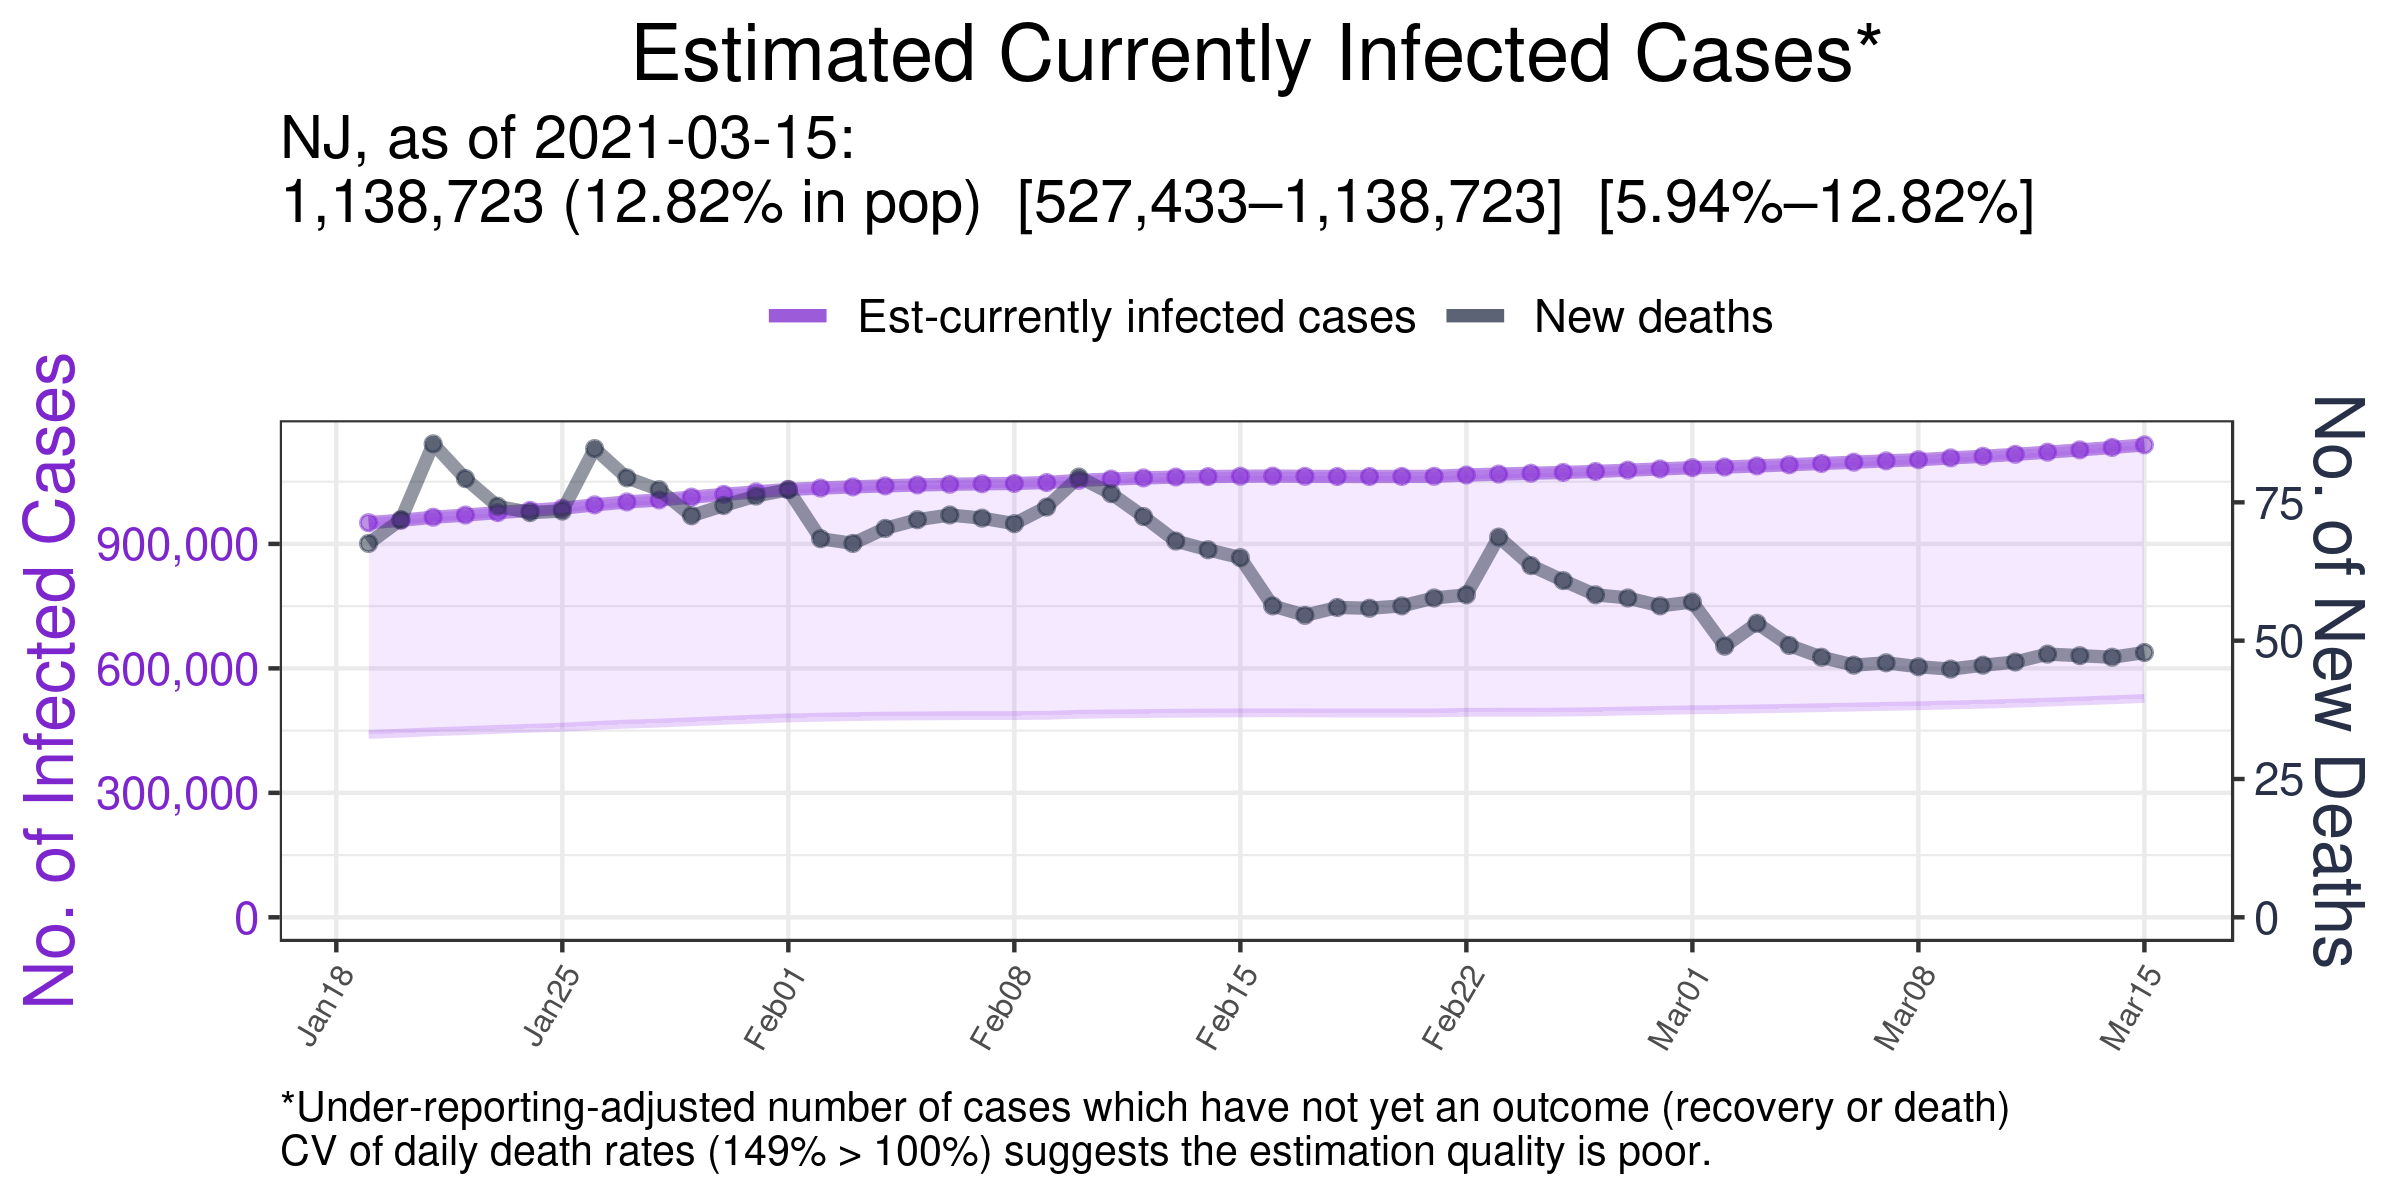 Estimated Currently Infected Cases*
NJ, as of 2021-03-15:
1,138,723 (12.82% in pop)  [527,433–1,138,723]  [5.94%–12.82%]
Est-currently infected cases
New deaths
No. of Infected Cases
900,000
600,000
300,000
0
75
50
25
0
No. of New Deaths
Jan18
Jan25
Feb01
Feb08
Feb15
Feb22
Mar01
Mar08
Mar15
*Under-reporting-adjusted number of cases which have not yet an outcome (recovery or death)
CV of daily death rates (149% > 100%) suggests the estimation quality is poor.